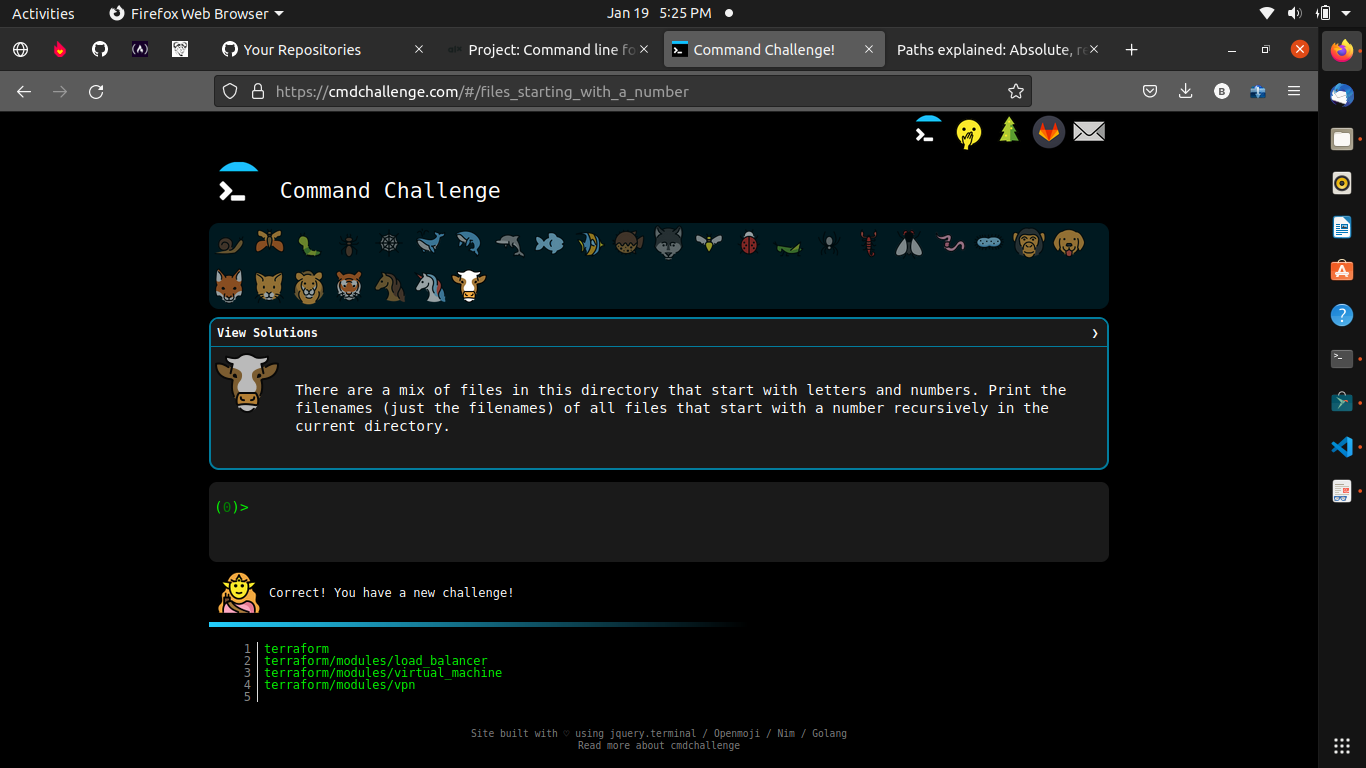 Activities
Firefox Web Browser
Jan 19 5:25 PM
Your Repositories
Project: Command line fo
Command Challenge!
Paths explained: Absolute, re
https://cmdchallenge.com/#/files_starting_with_a_number
B
Command Challenge
View Solutions
There are a mix of files in this directory that start with letters and numbers. Print the
filenames (just the filenames) of all files that start with a number recursively in the
current directory.
(0)>
Correct! You have a new challenge!
1 terraform
2 terraform/modules/load_balancer
3 terraform/modules/virtual_machine
4 terraform/modules/vpn
5
Site built with ♡ using jquery.terminal / Openmoji / Nim / Golang
Read more about cmdchallenge